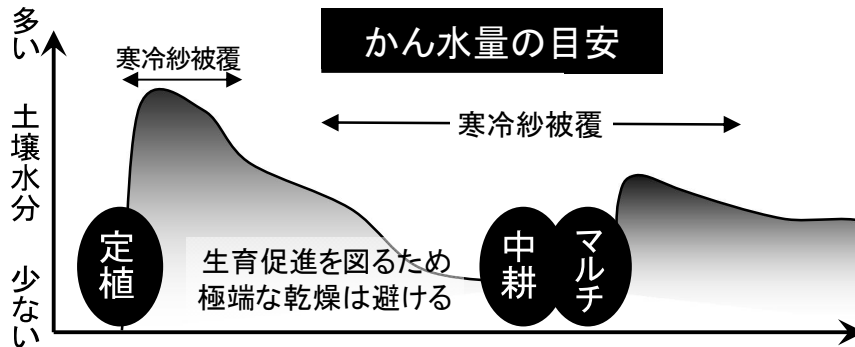 かん水量の目安
多い
土壌水分
少ない
寒冷紗被覆
寒冷紗被覆
定植
生育促進を図るため
極端な乾燥は避ける
中耕
マルチ